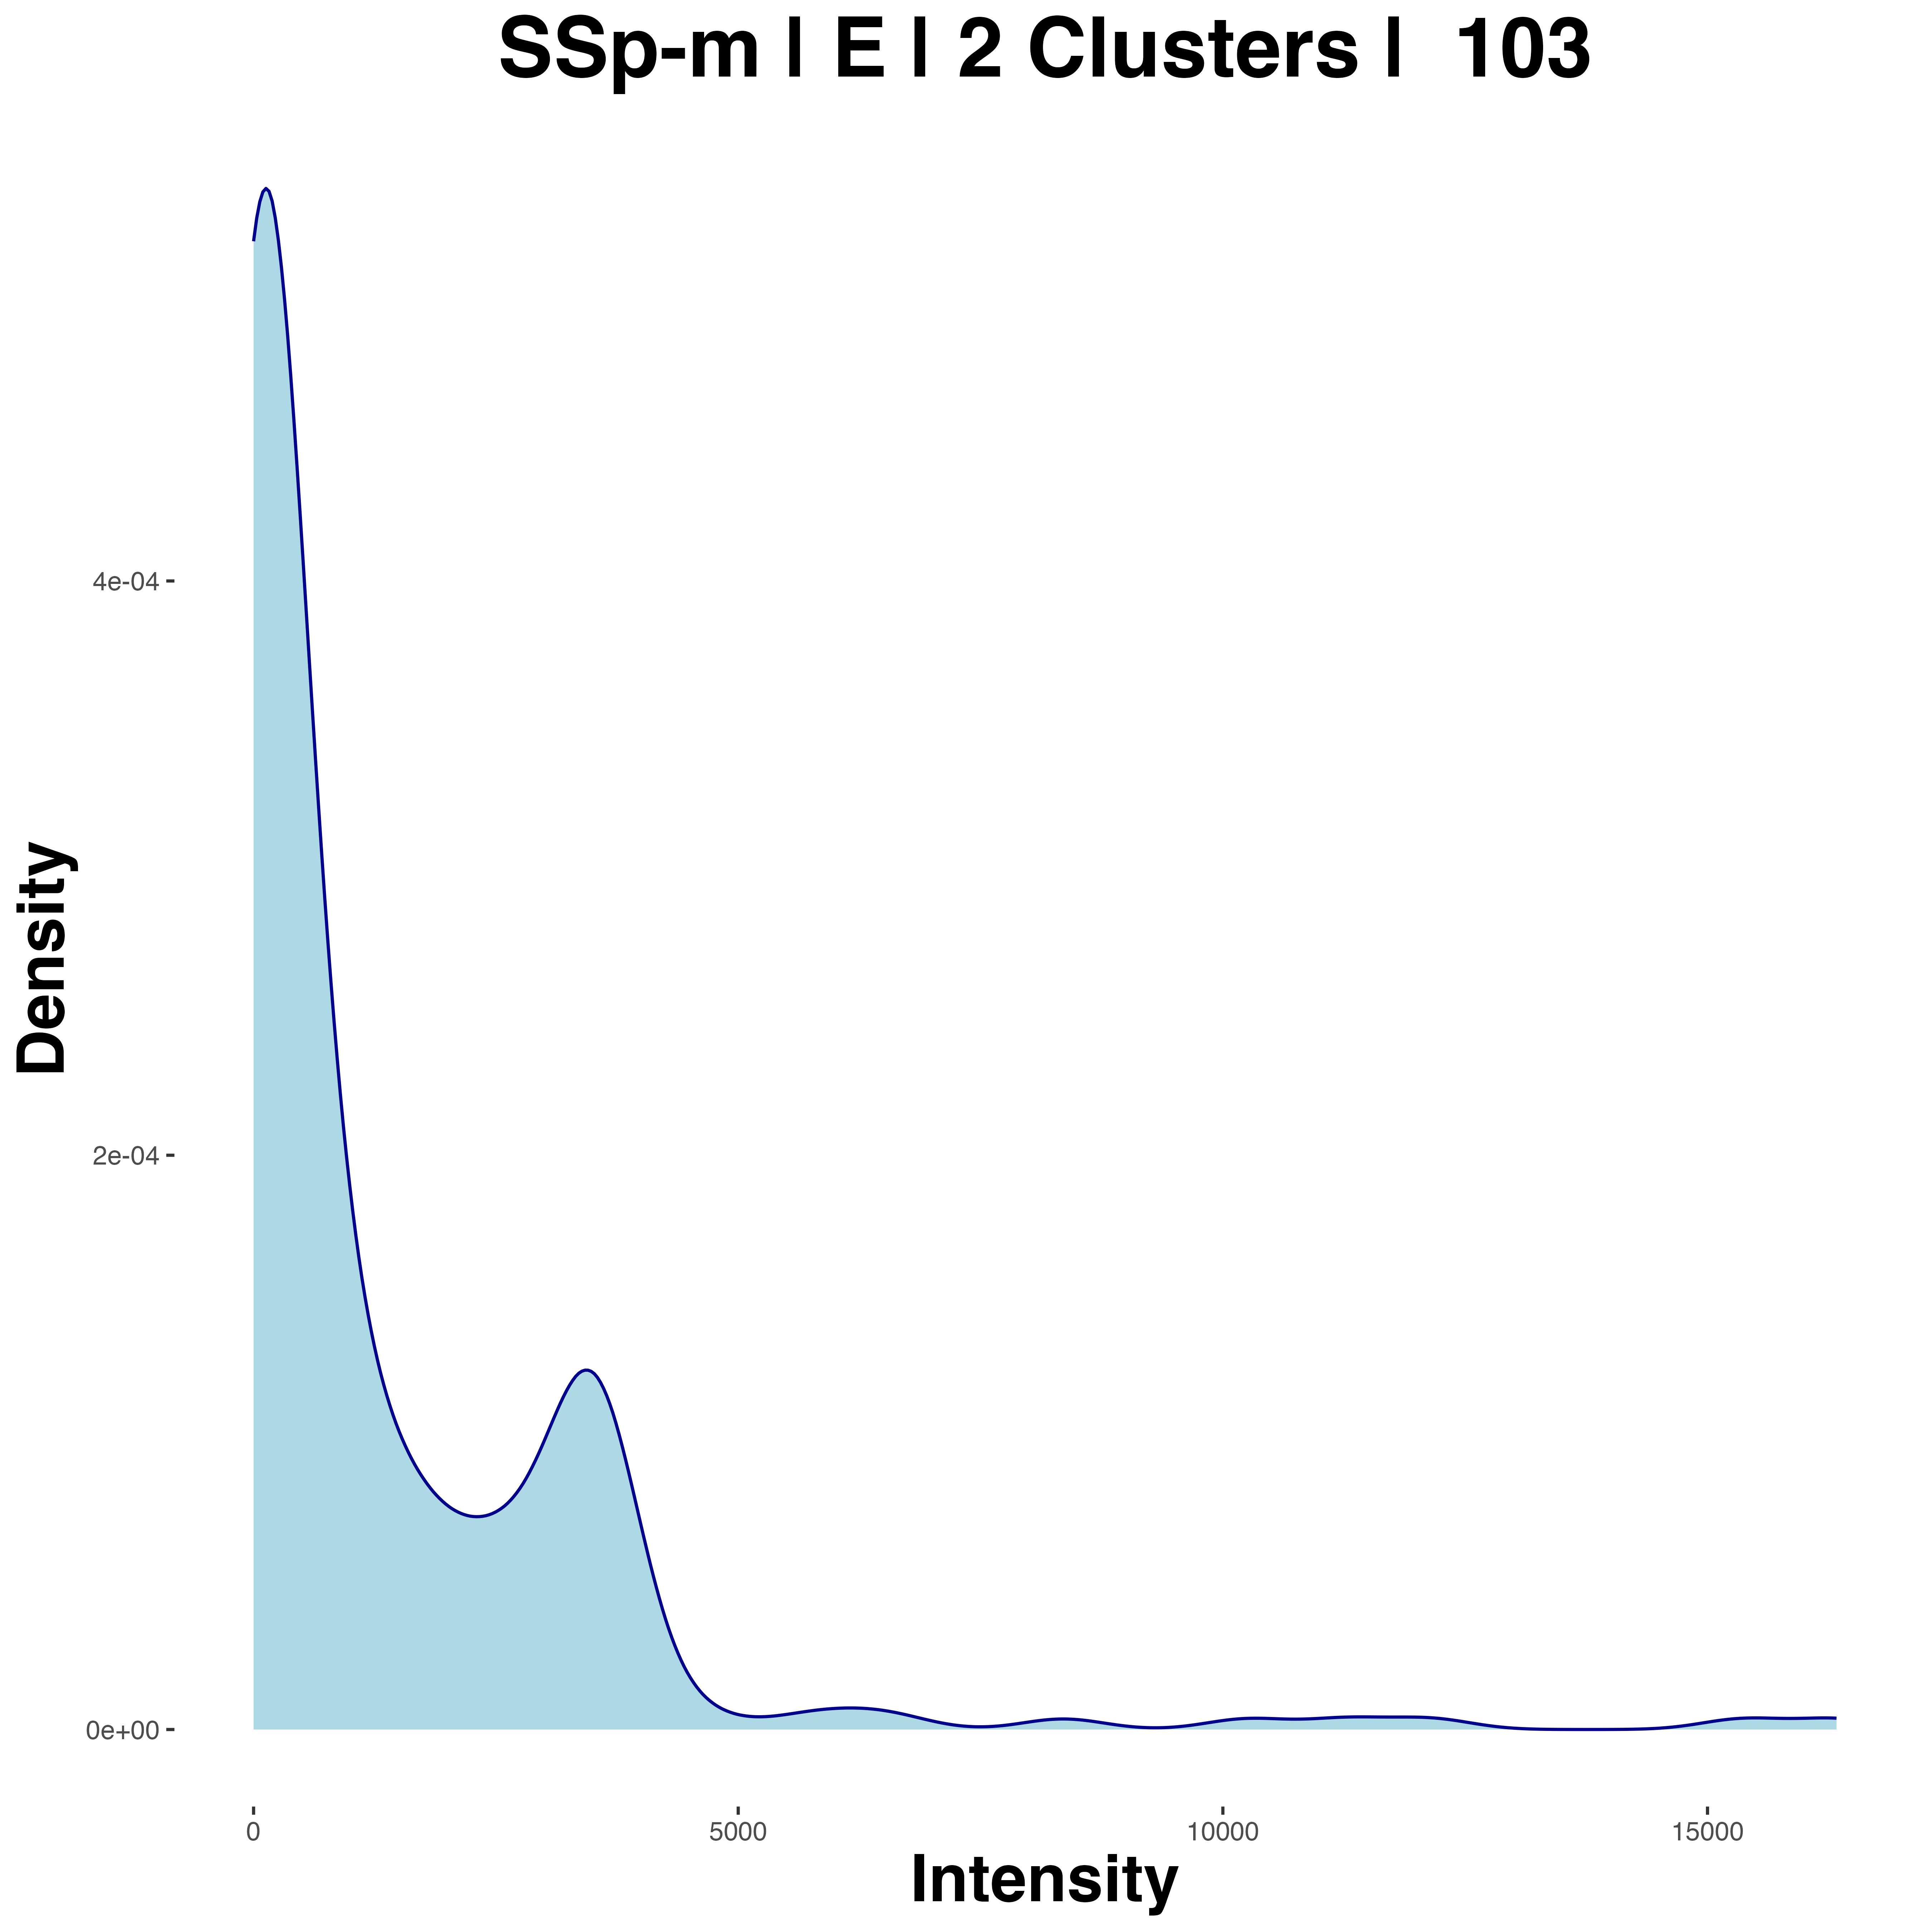 SSp-m | E | 2 Clusters |  103
Density
4e-04
2e-04
0e+00
0 5000 10000 15000
Intensity